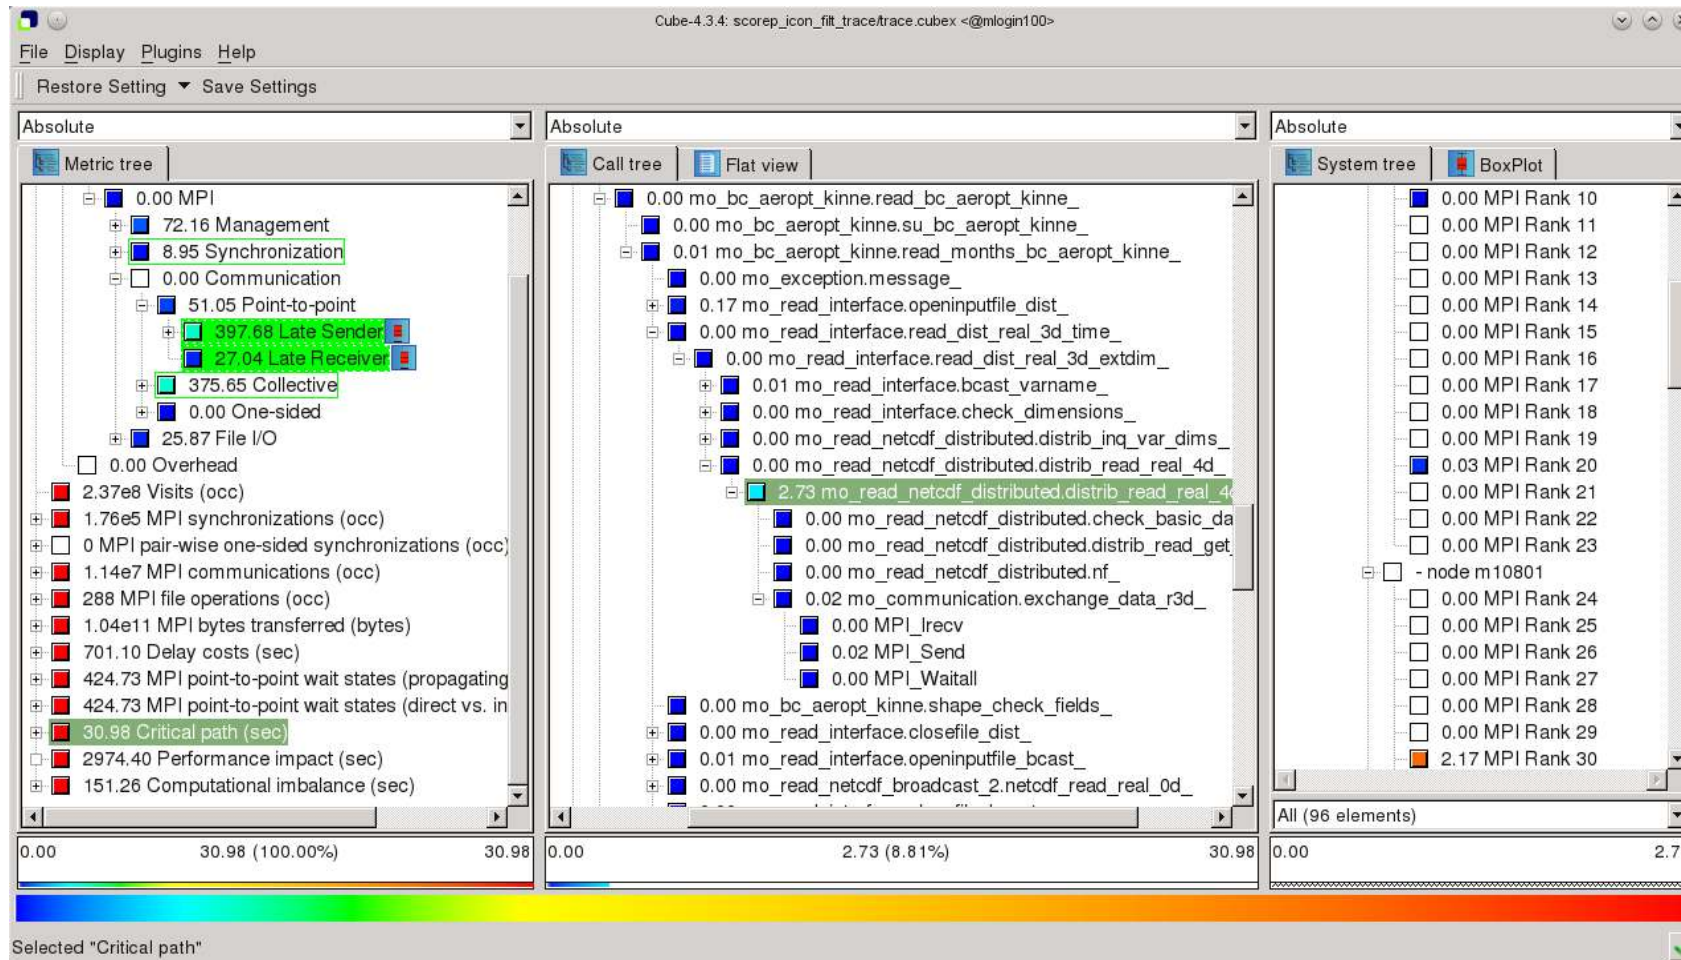 Cube-4.3.4: scorep_icon_filt_trace/trace.cubex <@mlogin100>
File Display Plugins Help
Restore Setting Save Settings
Absolute
Metric tree
0.00 MPI
72.16 Management
8.95 Synchronization
0.00 Communication
51.05 Point-to-point
397.68 Late Sender
27.04 Late Receiver
375.65 Collective
0.00 One-sided
25.87 File I/O
0.00 Overhead
2.37e8 Visits (occ)
1.76e5 MPI synchronizations (occ)
0 MPI pair-wise one-sided synchronizations (occ)
1.14e7 MPI communications (occ)
288 MPI file operations (occ)
1.04e11 MPI bytes transferred (bytes)
701.10 Delay costs (sec)
424.73 MPI point-to-point wait states (propagating
424.73 MPI point-to-point wait states (direct vs. in
30.98 Critical path (sec)
2974.40 Performance impact (sec)
151.26 Computational imbalance (sec)
0.00 30.98 (100.00%) 30.98
Absolute
Call tree Flat view
0.00 mo_bc_aeropt_kinne.read_bc_aeropt_kinne_
0.00 mo_bc_aeropt_kinne.su_bc_aeropt_kinne_
0.01 mo_bc_aeropt_kinne.read_months_bc_aeropt_kinne_
0.00 mo_exception.message_
0.17 mo_read_interface.openinputfile_dist_
0.00 mo_read_interface.read_dist_real_3d_time_
0.00 mo_read_interface.read_dist_real_3d_extdim_
0.01 mo_read_interface.bcast_varname_
0.00 mo_read_interface.check_dimensions_
0.00 mo_read_netcdf_distributed.distrib_inq_var_dims_
0.00 mo_read_netcdf_distributed.distrib_read_real_4d_
2.73 mo_read_netcdf_distributed.distrib_read_real_4
0.00 mo_read_netcdf_distributed.check_basic_da
0.00 mo_read_netcdf_distributed.distrib_read_get_
0.00 mo_read_netcdf_distributed.nf_
0.02 mo_communication.exchange_data_r3d_
0.00 MPI_Irecv
0.02 MPI_Send
0.00 MPI_Waitall
0.00 mo_bc_aeropt_kinne.shape_check_fields_
0.00 mo_read_interface.closefile_dist_
0.01 mo_read_interface.openinputfile_bcast_
0.00 mo_read_netcdf_broadcast_2.netcdf_read_real_0d_
0.00 2.73 (8.81%) 30.98
Absolute
System tree BoxPlot
0.00 MPI Rank 10
0.00 MPI Rank 11
0.00 MPI Rank 12
0.00 MPI Rank 13
0.00 MPI Rank 14
0.00 MPI Rank 15
0.00 MPI Rank 16
0.00 MPI Rank 17
0.00 MPI Rank 18
0.00 MPI Rank 19
0.03 MPI Rank 20
0.00 MPI Rank 21
0.00 MPI Rank 22
0.00 MPI Rank 23
- node m10801
0.00 MPI Rank 24
0.00 MPI Rank 25
0.00 MPI Rank 26
0.00 MPI Rank 27
0.00 MPI Rank 28
0.00 MPI Rank 29
2.17 MPI Rank 30
All (96 elements)
0.00 2.7
Selected "Critical path"